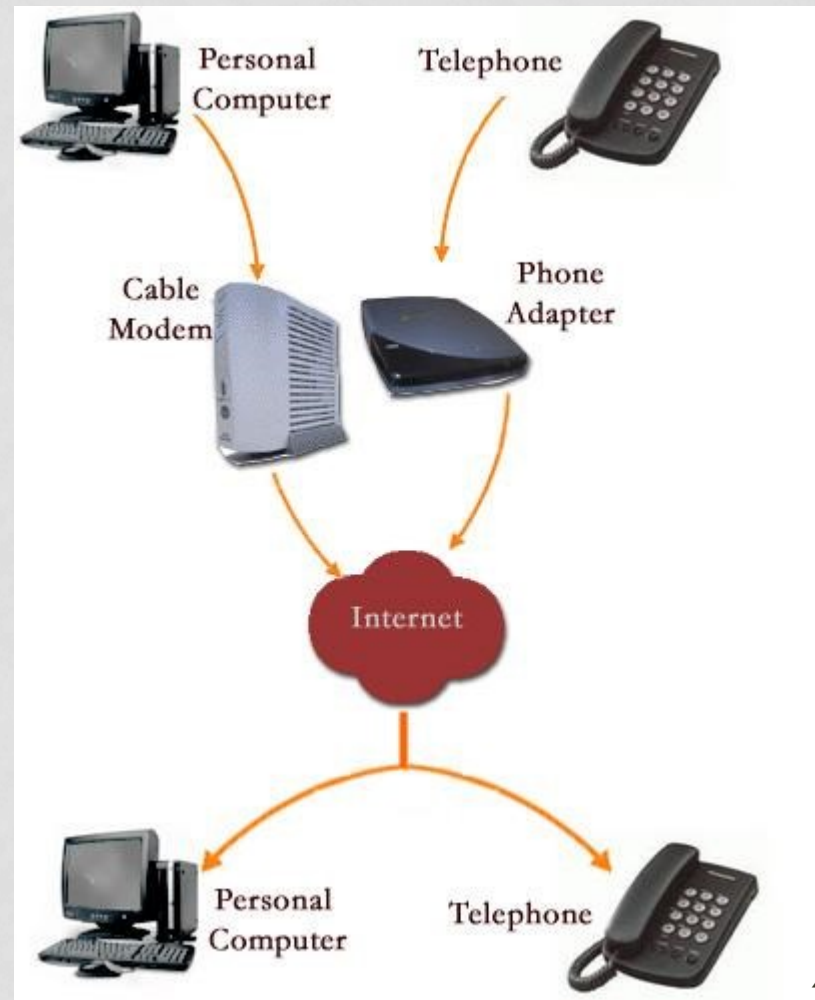 Personal
Computer
Telephone
Cable
Modem
Phone
Adapter
Internet
Personal
Computer
Telephone